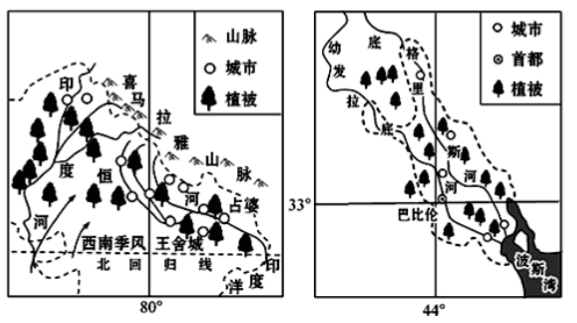 山脉
城市
植被
印度河
喜马拉雅山脉
恒河
占婆
西南季风
王舍城
北回归线
印度洋
80°
城市
首都
植被
幼发拉底河
底格里斯河
33°
巴比伦
波斯湾
44°